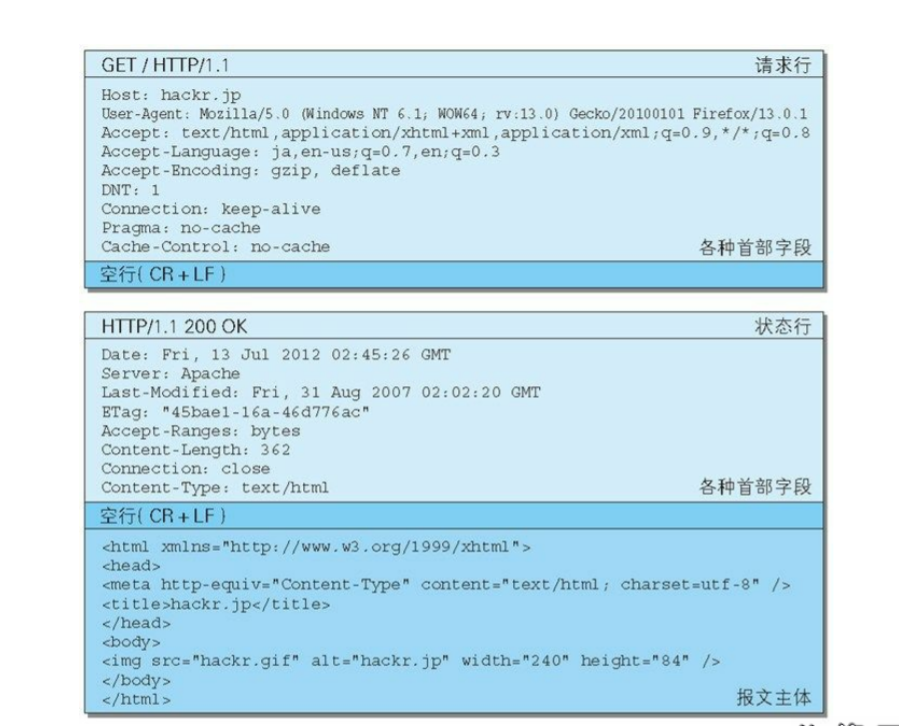 GET / HTTP/1.1 请求行
Host: hackr.jp
User-Agent: Mozilla/5.0 (Windows NT 6.1; WOW64; rv:13.0) Gecko/20100101 Firefox/13.0.1
Accept: text/html,application/xhtml+xml,application/xml;q=0.9,*/*;q=0.8
Accept-Language: ja,en-us;q=0.7,en;q=0.3
Accept-Encoding: gzip, deflate
DNT: 1
Connection: keep-alive
Pragma: no-cache
Cache-Control: no-cache 各种首部字段
空行( CR + LF )
HTTP/1.1 200 OK 状态行
Date: Fri, 13 Jul 2012 02:45:26 GMT
Server: Apache
Last-Modified: Fri, 31 Aug 2007 02:02:20 GMT
ETag: "45bae1-16a-46d776ac"
Accept-Ranges: bytes
Content-Length: 362
Connection: close
Content-Type: text/html 各种首部字段
空行( CR + LF )
<html xmlns="http://www.w3.org/1999/xhtml">
<head>
<meta http-equiv="Content-Type" content="text/html; charset=utf-8" />
<title>hackr.jp</title>
</head>
<body>
<img src="hackr.gif" alt="hackr.jp" width="240" height="84" />
</body>
</html> 报文主体